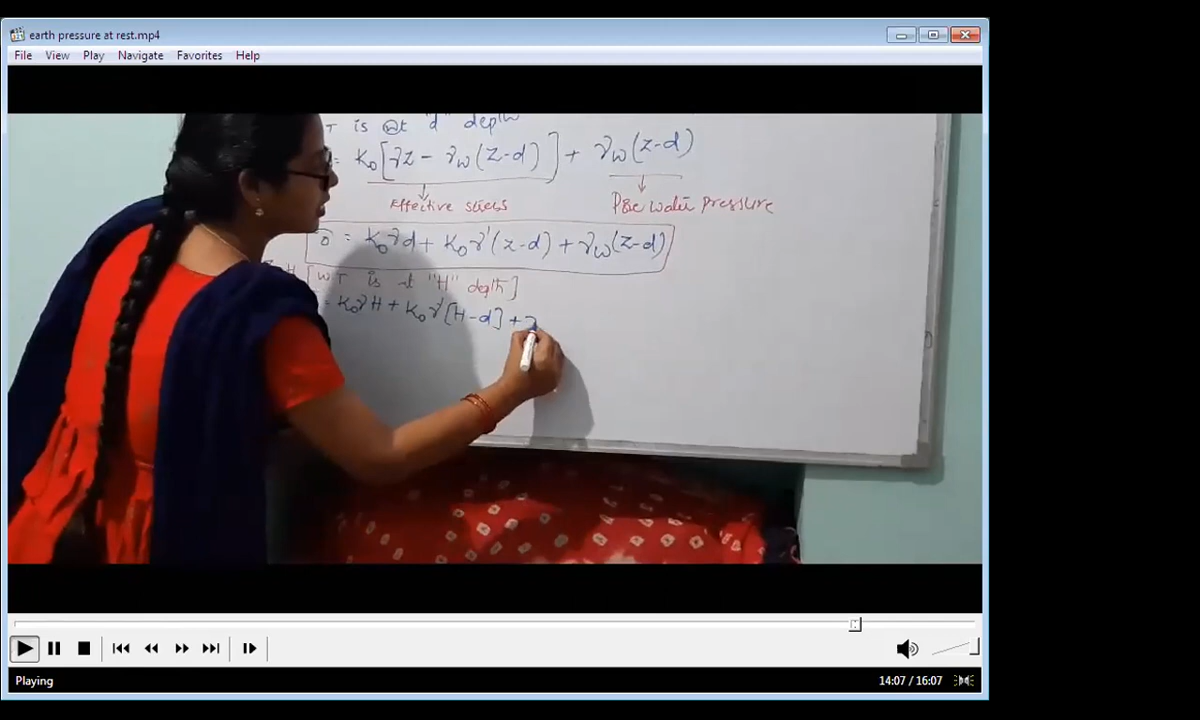 earth pressure at rest.mp4
File View Play Navigate Favorites Help
T is at "d" depth
= K₀[γz - γw(z-d)] + γw(z-d)
Effective stress
Pore water pressure
= K₀γd + K₀γ'(z-d) + γw(z-d)
H [WT is at "H" depth]
= K₀γH + K₀γ'[H-d] +
Playing
14:07 / 16:07